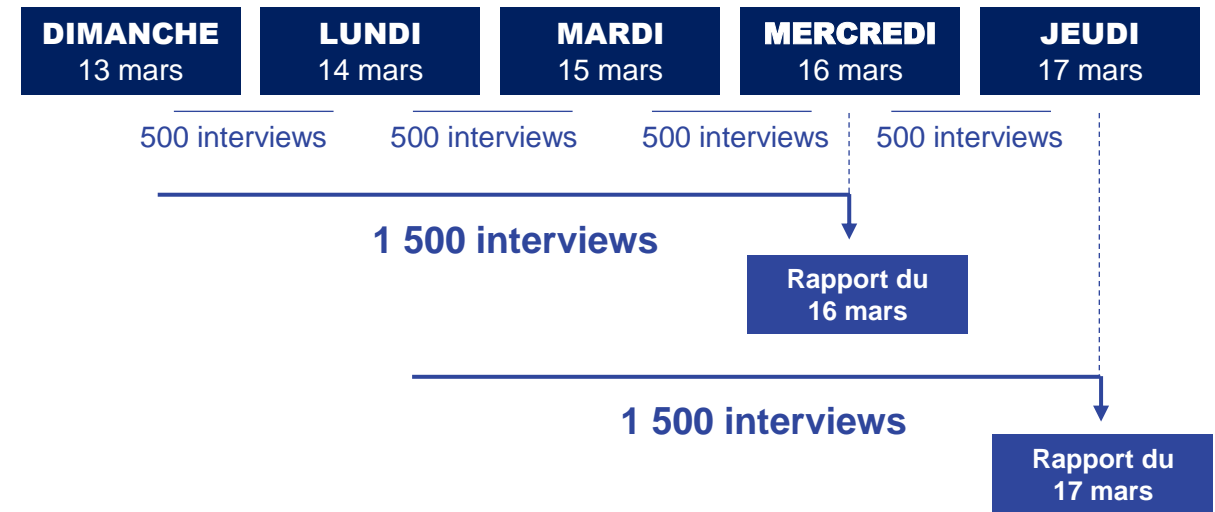 DIMANCHE
13 mars
LUNDI
14 mars
MARDI
15 mars
MERCREDI
16 mars
JEUDI
17 mars
500 interviews
500 interviews
500 interviews
500 interviews
1 500 interviews
Rapport du
16 mars
1 500 interviews
Rapport du
17 mars